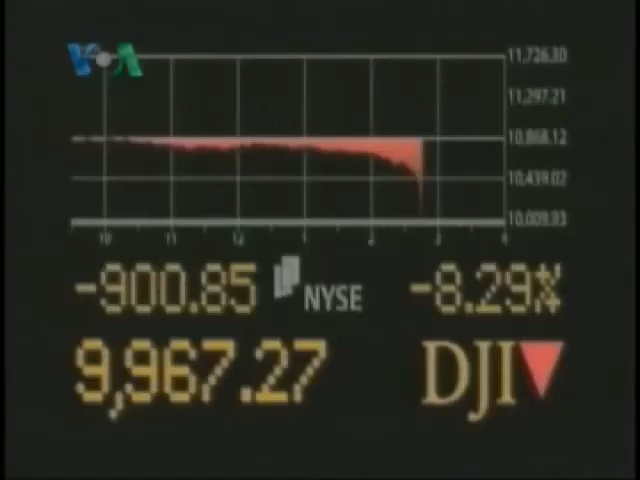 VOA
11,726.30
11,297.21
10,868.12
10,439.02
10,009.93
10 11 12 1 2 3 4
-900.85 NYSE -8.29%
9,967.27 DJI